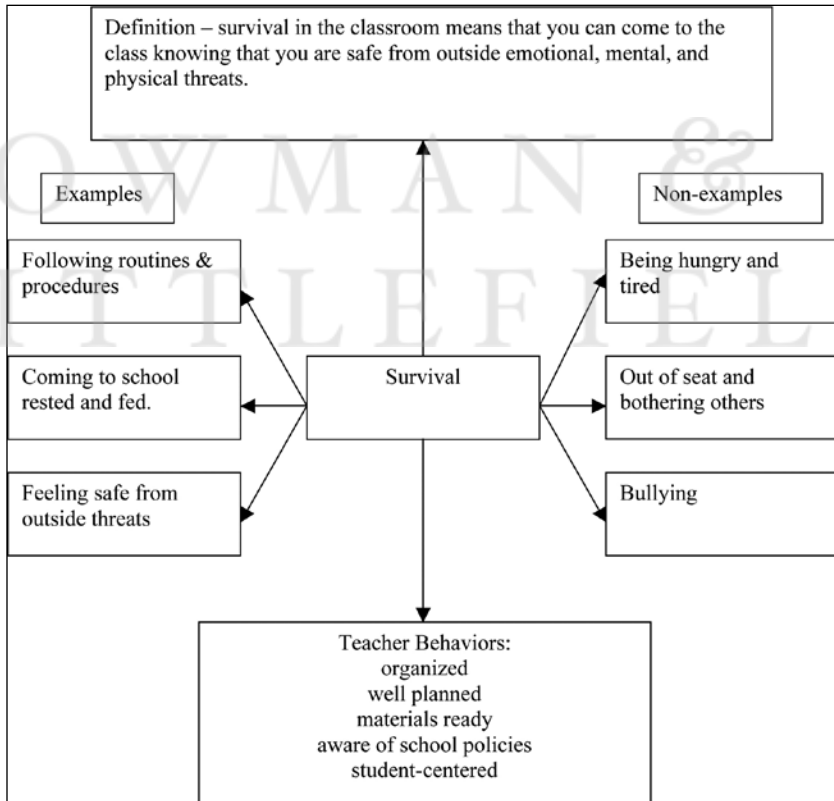 Definition – survival in the classroom means that you can come to the
class knowing that you are safe from outside emotional, mental, and
physical threats.
OWMAN &
Examples
Non-examples
Following routines &
procedures
Being hungry and
tired
ITTLEFIEL
Coming to school
rested and fed.
Survival
Out of seat and
bothering others
Feeling safe from
outside threats
Bullying
Teacher Behaviors:
organized
well planned
materials ready
aware of school policies
student-centered